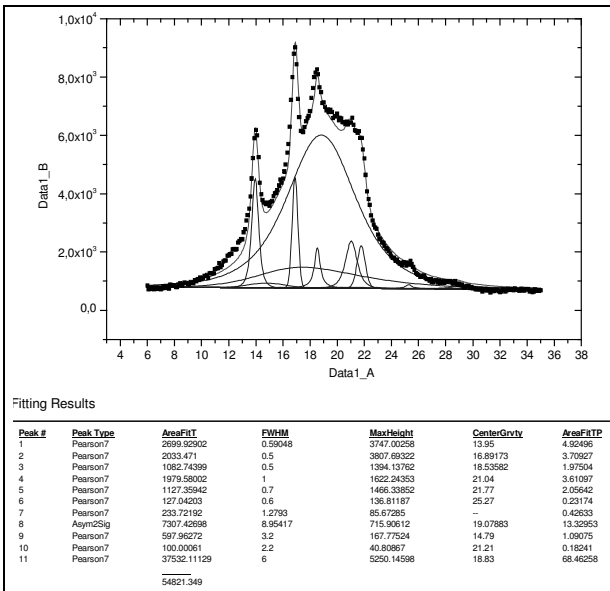 1,0x10⁴
8,0x10³
6,0x10³
4,0x10³
2,0x10³
0,0
Data1_B
4 6 8 10 12 14 16 18 20 22 24 26 28 30 32 34 36 38
Data1_A
Fitting Results
Peak # Peak Type AreaFitT FWHM MaxHeight CenterGrvty AreaFitTP
1 Pearson7 2699.92902 0.59048 3747.00258 13.95 4.92496
2 Pearson7 2033.471 0.5 3807.69322 16.89173 3.70927
3 Pearson7 1082.74399 0.5 1394.13762 18.53582 1.97504
4 Pearson7 1979.58002 1 1622.24353 21.04 3.61097
5 Pearson7 1127.35942 0.7 1466.33852 21.77 2.05642
6 Pearson7 127.04203 0.6 136.81187 25.27 0.23174
7 Pearson7 233.72192 1.2793 85.67285 -- 0.42633
8 Asym2Sig 7307.42698 8.95417 715.90612 19.07883 13.32953
9 Pearson7 597.96272 3.2 167.77524 14.79 1.09075
10 Pearson7 100.00061 2.2 40.80867 21.21 0.18241
11 Pearson7 37532.11129 6 5250.14598 18.83 68.46258
54821.349